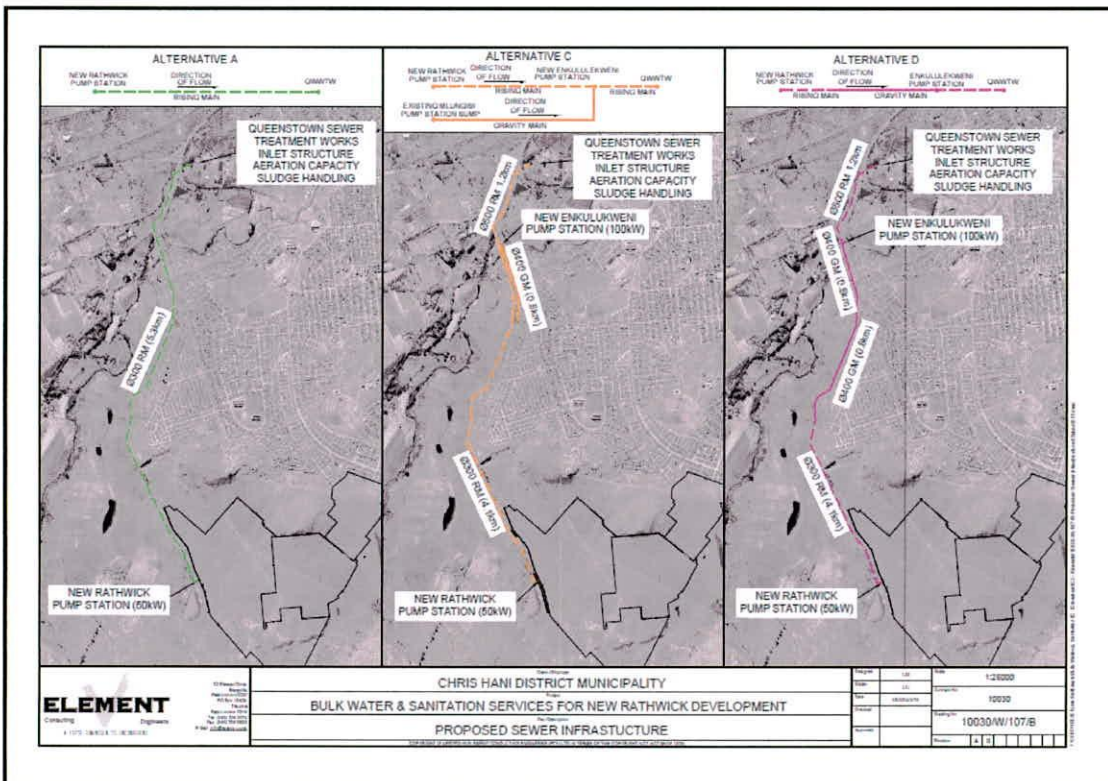 ALTERNATIVE A
NEW RATHWICK
PUMP STATION
DIRECTION
OF FLOW
QWWTW
RISING MAIN
QUEENSTOWN SEWER
TREATMENT WORKS
INLET STRUCTURE
AERATION CAPACITY
SLUDGE HANDLING
Ø300 RM (5.3km)
NEW RATHWICK
PUMP STATION (50kW)
ALTERNATIVE C
NEW RATHWICK
PUMP STATION
DIRECTION
OF FLOW
NEW ENKULULEKWENI
PUMP STATION
QWWTW
RISING MAIN
RISING MAIN
EXISTING MLUNGISI
PUMP STATION SUMP
DIRECTION
OF FLOW
GRAVITY MAIN
QUEENSTOWN SEWER
TREATMENT WORKS
INLET STRUCTURE
AERATION CAPACITY
SLUDGE HANDLING
Ø500 RM 1.2km
NEW ENKULUKWENI
PUMP STATION (100kW)
Ø400 GM (0.8km)
Ø300 RM (4.1km)
NEW RATHWICK
PUMP STATION (50kW)
ALTERNATIVE D
NEW RATHWICK
PUMP STATION
DIRECTION
OF FLOW
ENKULULEKWENI
PUMP STATION
QWWTW
RISING MAIN
GRAVITY MAIN
RISING MAIN
QUEENSTOWN SEWER
TREATMENT WORKS
INLET STRUCTURE
AERATION CAPACITY
SLUDGE HANDLING
Ø500 RM 1.2km
NEW ENKULUKWENI
PUMP STATION (100kW)
Ø400 GM (0.8km)
Ø400 GM (0.8km)
Ø300 RM (4.1km)
NEW RATHWICK
PUMP STATION (50kW)
ELEMENT
Consulting Engineers
CHRIS HANI DISTRICT MUNICIPALITY
BULK WATER & SANITATION SERVICES FOR NEW RATHWICK DEVELOPMENT
PROPOSED SEWER INFRASTUCTURE
10030
10030/W/107/B
A B